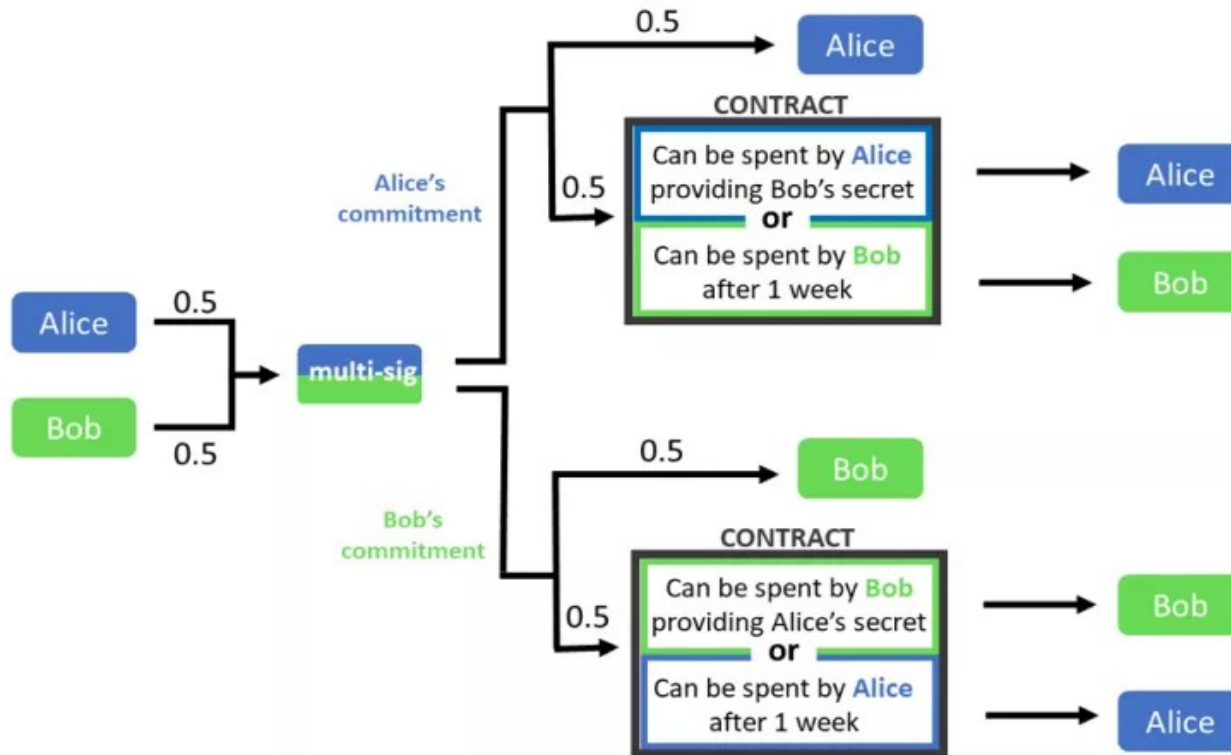 0.5
Alice
CONTRACT
Can be spent by Alice
providing Bob's secret
or
Can be spent by Bob
after 1 week
Alice
Bob
Alice's
commitment
0.5
Alice
0.5
multi-sig
Bob
0.5
0.5
Bob
Bob's
commitment
CONTRACT
0.5
Can be spent by Bob
providing Alice's secret
or
Can be spent by Alice
after 1 week
Bob
Alice